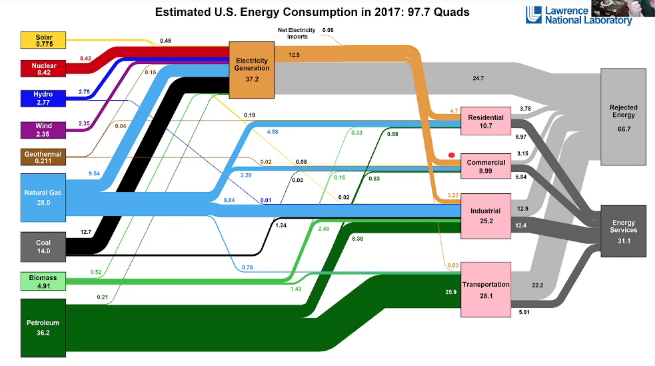 Estimated U.S. Energy Consumption in 2017: 97.7 Quads
Lawrence
National Laboratory
Net Electricity
Imports
0.06
Solar
0.775
0.48
Nuclear
8.42
8.42
Hydro
2.77
2.75
Wind
2.35
2.35
Geothermal
0.211
0.15
0.04
Natural Gas
28.0
9.54
Coal
14.0
12.7
Biomass
4.91
0.52
Petroleum
36.2
0.21
Electricity
Generation
37.2
12.5
24.7
0.19
4.58
0.02
3.29
9.84
0.01
0.08
0.02
0.33
0.58
0.16
0.83
0.02
1.24
2.48
8.38
0.76
1.43
25.9
4.7
3.23
0.03
Residential
10.7
Commercial
8.99
Industrial
25.2
Transportation
28.1
3.75
6.97
3.15
5.84
12.9
12.4
22.2
5.91
Rejected
Energy
66.7
Energy
Services
31.1